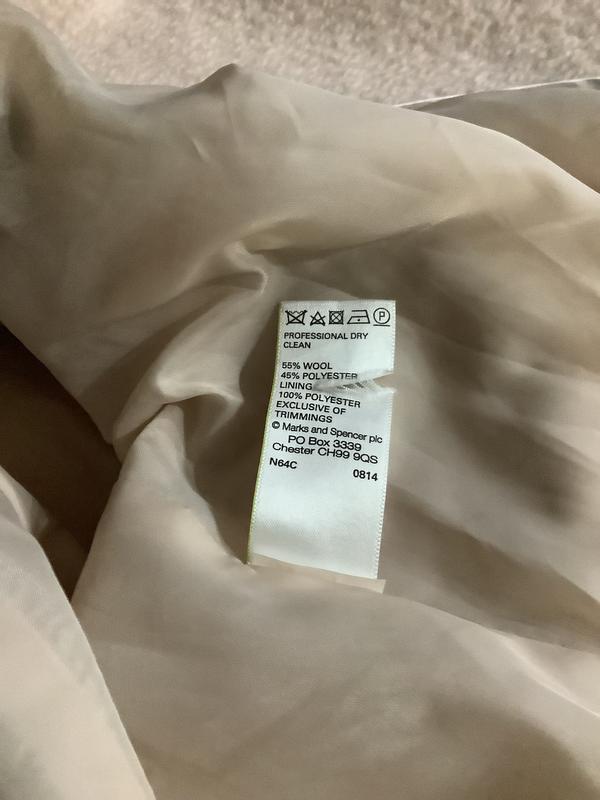 P
PROFESSIONAL DRY
CLEAN
55% WOOL
45% POLYESTER
LINING
100% POLYESTER
EXCLUSIVE OF
TRIMMINGS
© Marks and Spencer plc
PO Box 3339
Chester CH99 9QS
N64C 0814